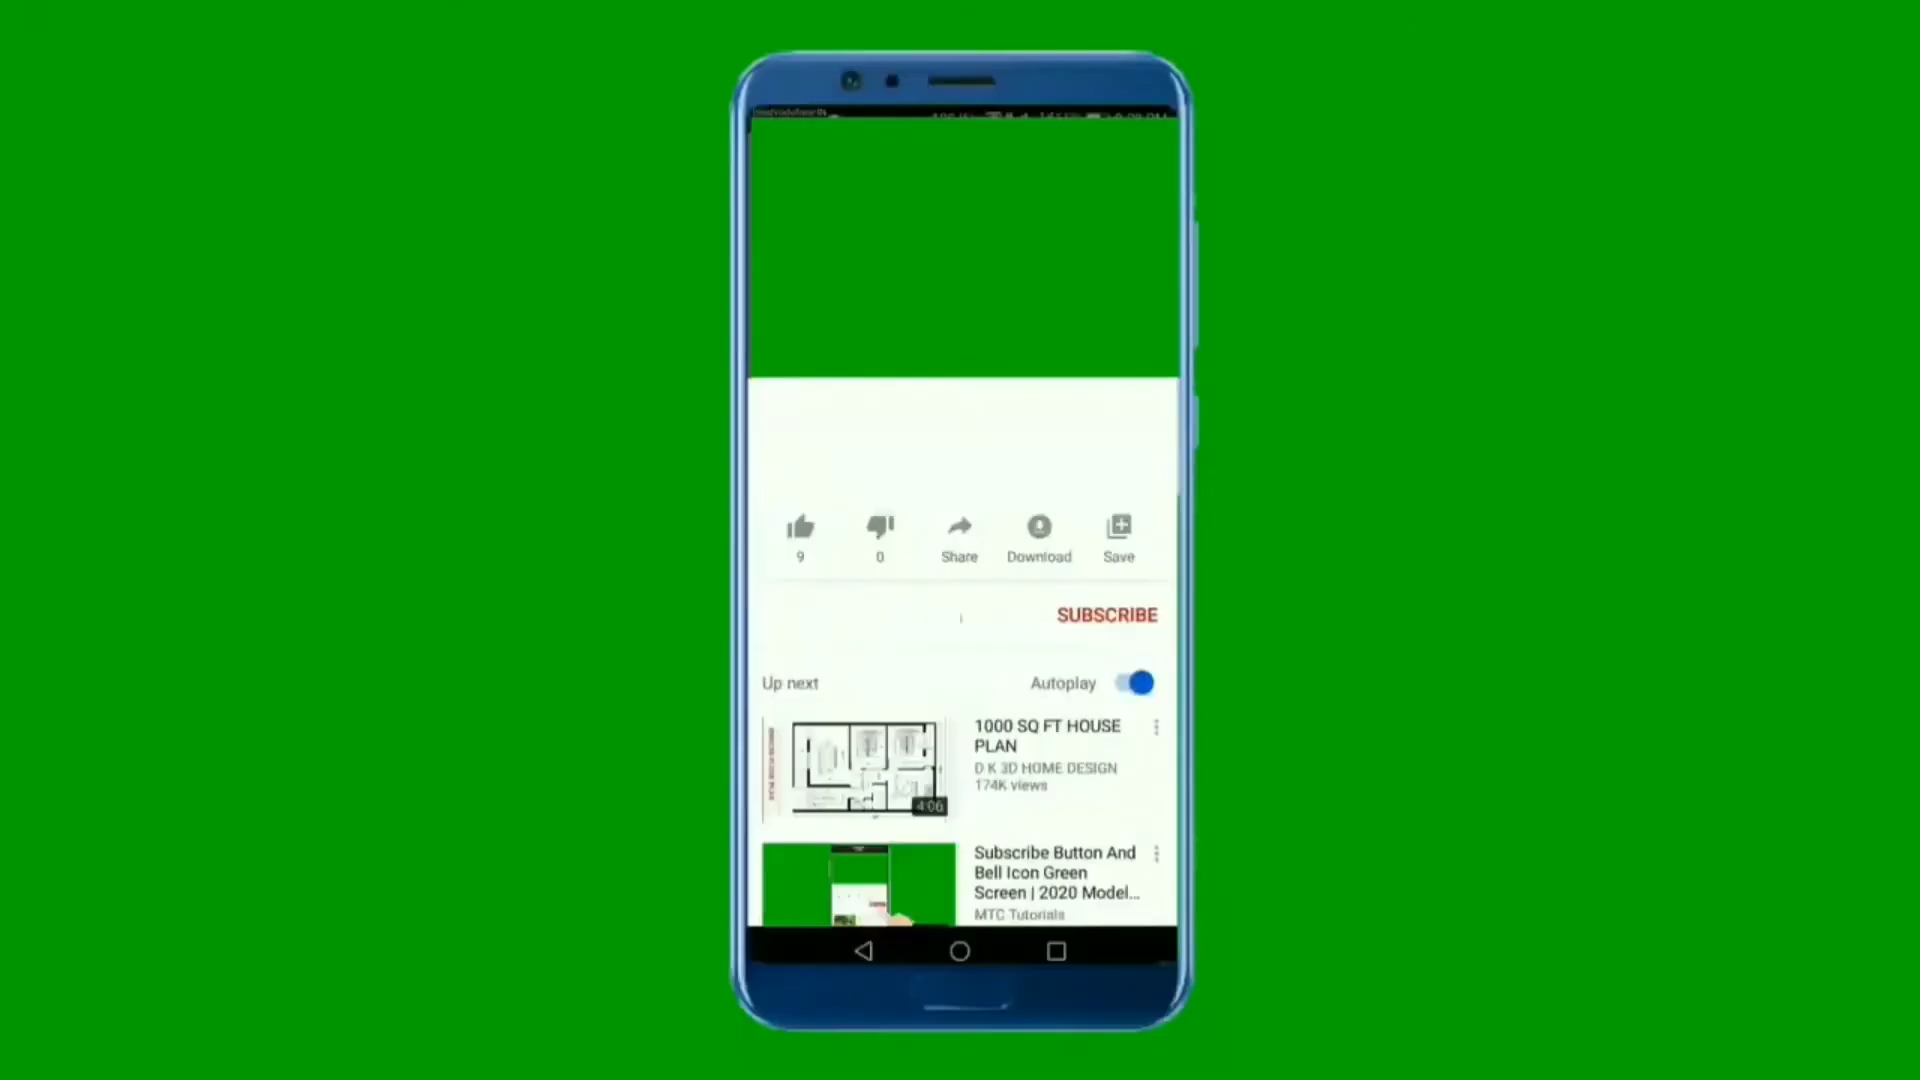 9
0
Share
Download
Save
SUBSCRIBE
Up next
Autoplay
1000 SQ FT HOUSE
PLAN
D K 3D HOME DESIGN
174K views
4:06
Subscribe Button And
Bell Icon Green
Screen | 2020 Model...
MTC Tutorials